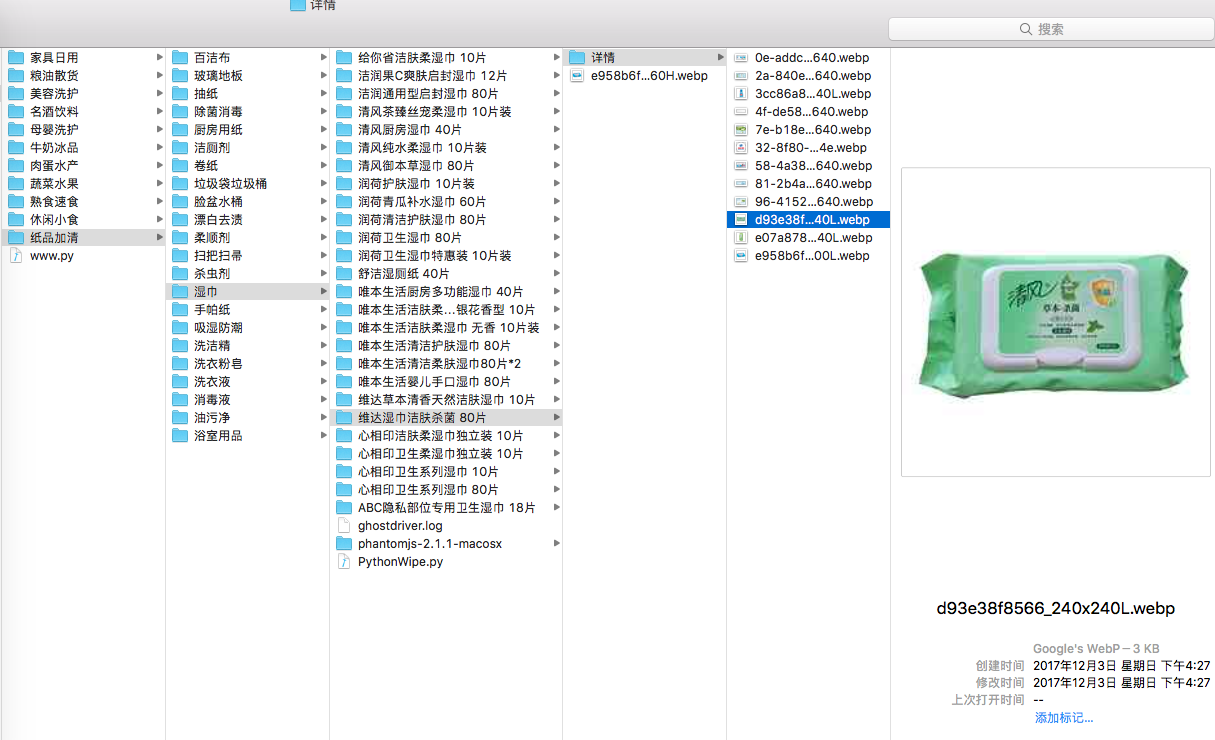 详情
搜索
家具日用
粮油散货
美容洗护
名酒饮料
母婴洗护
牛奶冰品
肉蛋水产
蔬菜水果
熟食速食
休闲小食
纸品加清
www.py
百洁布
玻璃地板
抽纸
除菌消毒
厨房用纸
洁厕剂
卷纸
垃圾袋垃圾桶
脸盆水桶
漂白去渍
柔顺剂
扫把扫帚
杀虫剂
湿巾
手帕纸
吸湿防潮
洗洁精
洗衣粉皂
洗衣液
消毒液
油污净
浴室用品
给你省洁肤柔湿巾 10片
洁润果C爽肤启封湿巾 12片
洁润通用型启封湿巾 80片
清风茶臻丝宠柔湿巾 10片装
清风厨房湿巾 40片
清风纯水柔湿巾 10片装
清风御本草湿巾 80片
润荷护肤湿巾 10片装
润荷青瓜补水湿巾 60片
润荷清洁护肤湿巾 80片
润荷卫生湿巾 80片
润荷卫生湿巾特惠装 10片装
舒洁湿厕纸 40片
唯本生活厨房多功能湿巾 40片
唯本生活洁肤柔...银花香型 10片
唯本生活洁肤柔湿巾 无香 10片装
唯本生活清洁护肤湿巾 80片
唯本生活清洁柔肤湿巾80片*2
唯本生活婴儿手口湿巾 80片
维达草本清香天然洁肤湿巾 10片
维达湿巾洁肤杀菌 80片
心相印洁肤柔湿巾独立装 10片
心相印卫生柔湿巾独立装 10片
心相印卫生系列湿巾 10片
心相印卫生系列湿巾 80片
ABC隐私部位专用卫生湿巾 18片
ghostdriver.log
phantomjs-2.1.1-macosx
PythonWipe.py
详情
e958b6f...60H.webp
0e-addc...640.webp
2a-840e...640.webp
3cc86a8...40L.webp
4f-de58...640.webp
7e-b18e...640.webp
32-8f80-...4e.webp
58-4a38...640.webp
81-2b4a...640.webp
96-4152...640.webp
d93e38f...40L.webp
e07a878...40L.webp
e958b6f...00L.webp
清风
草本·杀菌
d93e38f8566_240x240L.webp
Google's WebP – 3 KB
创建时间 2017年12月3日 星期日 下午4:27
修改时间 2017年12月3日 星期日 下午4:27
上次打开时间 --
添加标记...